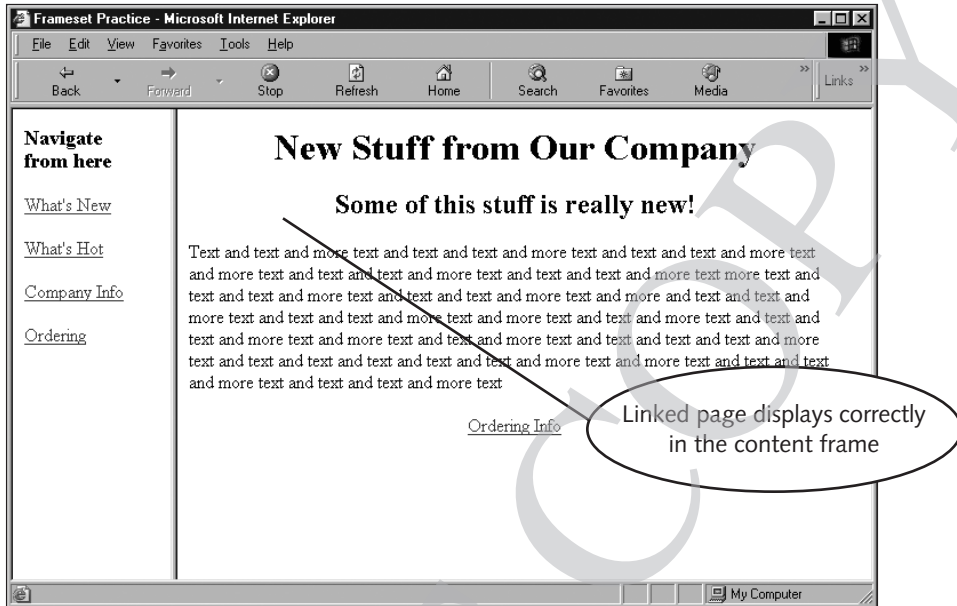 Frameset Practice - Microsoft Internet Explorer
File Edit View Favorites Tools Help
Back Forward Stop Refresh Home Search Favorites Media » Links »
Navigate
from here
What's New
What's Hot
Company Info
Ordering
New Stuff from Our Company
Some of this stuff is really new!
Text and text and more text and text and text and more text and text and text and more text
and more text and text and text and more text and text and text and more text more text and
text and text and more text and text and text and more text and more and text and text and
more text and text and more text and more text and text and more text and text and
text and more text and more text and text and more text and text and text and text and more
text and text and text and text and text and text and more text and more text and text and text
and more text and text and text and more text
Ordering Info
Linked page displays correctly
in the content frame
My Computer
COPY